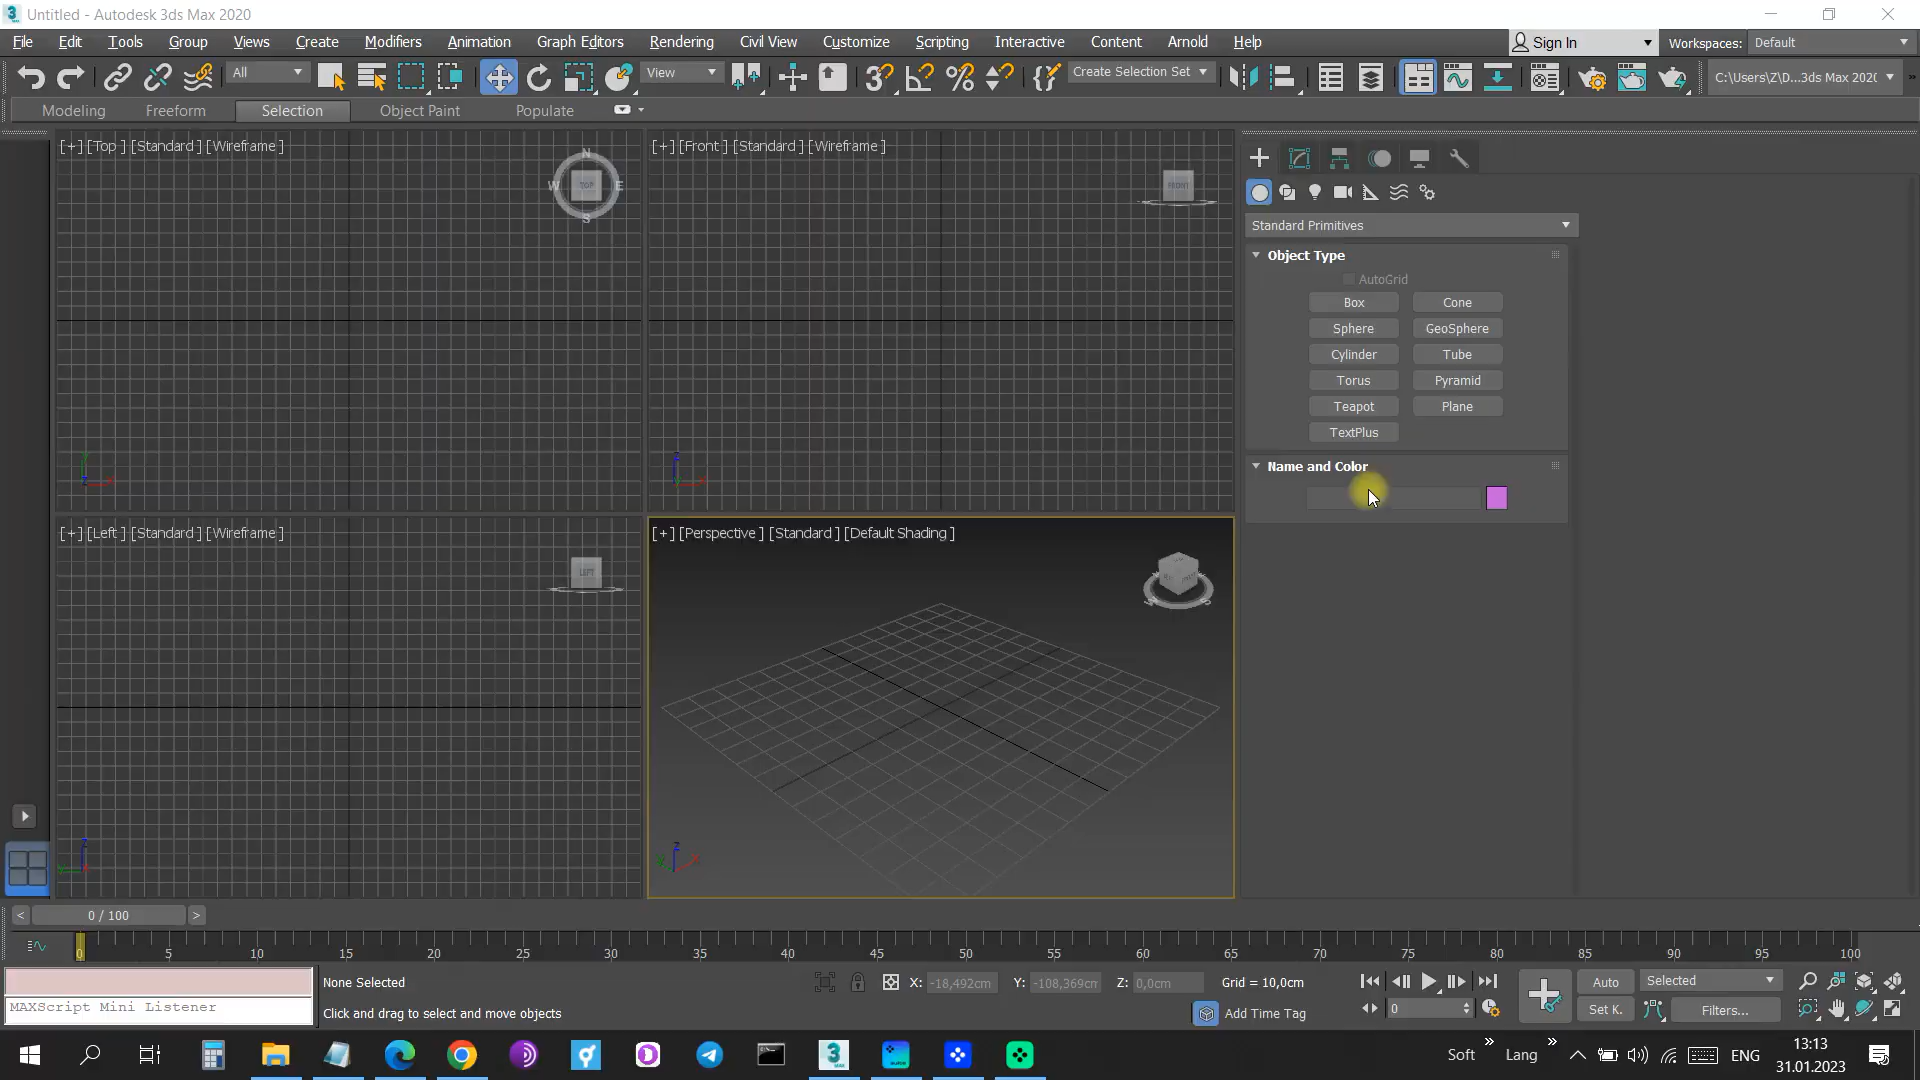 Untitled - Autodesk 3ds Max 2020
File Edit Tools Group Views Create Modifiers Animation Graph Editors Rendering Civil View Customize Scripting Interactive Content Arnold Help
Sign In
Workspaces: Default
All
View
Create Selection Set
C:\Users\Z\D...3ds Max 202(
Modeling Freeform Selection Object Paint Populate
[+] [Top ] [Standard ] [Wireframe ]
N
W TOP E
S
[+] [Front ] [Standard ] [Wireframe ]
FRONT
Standard Primitives
Object Type
AutoGrid
Box Cone
Sphere GeoSphere
Cylinder Tube
Torus Pyramid
Teapot Plane
TextPlus
Name and Color
[+] [Left ] [Standard ] [Wireframe ]
LEFT
[+] [Perspective ] [Standard ] [Default Shading ]
< 0 / 100 >
0 5 10 15 20 25 30 35 40 45 50 55 60 65 70 75 80 85 90 95 100
None Selected
X: -18,492cm Y: -108,369cm Z: 0,0cm Grid = 10,0cm
Auto Selected
MAXScript Mini Listener
Click and drag to select and move objects
Add Time Tag
0
Set K. Filters...
Soft » Lang » ENG
13:13
31.01.2023